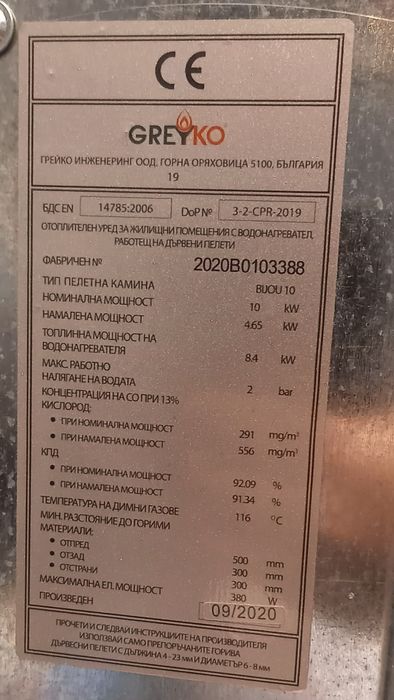 CE
GREYKO®
ГРЕЙКО ИНЖЕНЕРИНГ ООД, ГОРНА ОРЯХОВИЦА 5100, БЪЛГАРИЯ
19
БДС EN 14785:2006 DoP № 3-2-CPR-2019
ОТОПЛИТЕЛЕН УРЕД ЗА ЖИЛИЩНИ ПОМЕЩЕНИЯ С ВОДОНАГРЕВАТЕЛ,
РАБОТЕЩ НА ДЪРВЕНИ ПЕЛЕТИ
ФАБРИЧЕН № 2020B0103388
ТИП ПЕЛЕТНА КАМИНА BIJOU 10
НОМИНАЛНА МОЩНОСТ 10 kW
НАМАЛЕНА МОЩНОСТ 4.65 kW
ТОПЛИННА МОЩНОСТ НА
ВОДОНАГРЕВАТЕЛЯ 8.4 kW
МАКС. РАБОТНО
НАЛЯГАНЕ НА ВОДАТА 2 bar
КОНЦЕНТРАЦИЯ НА CO ПРИ 13%
КИСЛОРОД:
• ПРИ НОМИНАЛНА МОЩНОСТ 291 mg/m³
• ПРИ НАМАЛЕНА МОЩНОСТ 556 mg/m³
КПД
• ПРИ НОМИНАЛНА МОЩНОСТ 92.09 %
• ПРИ НАМАЛЕНА МОЩНОСТ 91.34 %
ТЕМПЕРАТУРА НА ДИМНИ ГАЗОВЕ 116 °C
МИН. РАЗСТОЯНИЕ ДО ГОРИМИ
МАТЕРИАЛИ:
• ОТПРЕД 500 mm
• ОТЗАД 300 mm
• ОТСТРАНИ 300 mm
МАКСИМАЛНА ЕЛ. МОЩНОСТ 380 W
ПРОИЗВЕДЕН 09/2020
ПРОЧЕТИ И СЛЕДВАЙ ИНСТРУКЦИИТЕ НА ПРОИЗВОДИТЕЛЯ
ИЗПОЛЗВАЙ САМО ПРЕПОРЪЧАНИТЕ ГОРИВА
ДЪРВЕСНИ ПЕЛЕТИ С ДЪЛЖИНА 4 - 23 мм И ДИАМЕТЪР 6 - 8 мм